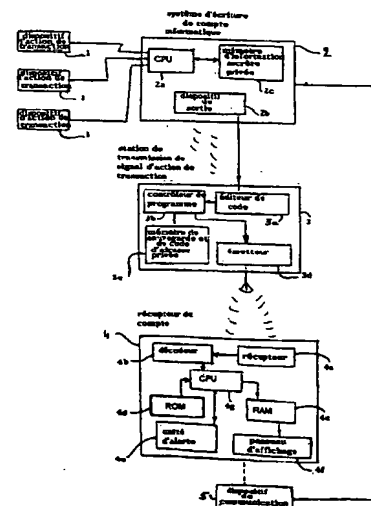 système d'écriture
de compte
informatique
dispositif
d'action de
transaction
1
dispositif
d'action de
transaction
1
dispositif
d'action de
transaction
1
CPU
2a
mémoire
d'information
secrète
privée
2c
2
dispositif
de
sortie
2b
station de
transmission de
signal d'action de
transaction
contrôleur de
programme
3b
éditeur de
code
3a
3
mémoire de
sauvegarde et
de code
privée
3c
émetteur
3d
récepteur de
compte
4
décodeur
4b
récepteur
4a
CPU
4g
ROM
4d
RAM
4c
unité
d'alerte
4e
panneau
d'affichage
4f
5
dispositif
de
communication